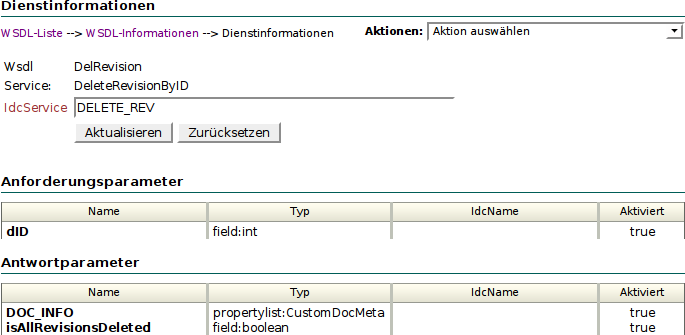 Dienstinformationen
WSDL-Liste --> WSDL-Informationen --> Dienstinformationen Aktionen: Aktion auswählen
Wsdl DelRevision
Service: DeleteRevisionByID
IdcService DELETE_REV
Aktualisieren Zurücksetzen
Anforderungsparameter
Name Typ IdcName Aktiviert
dID field:int true
Antwortparameter
Name Typ IdcName Aktiviert
DOC_INFO propertylist:CustomDocMeta true
isAllRevisionsDeleted field:boolean true